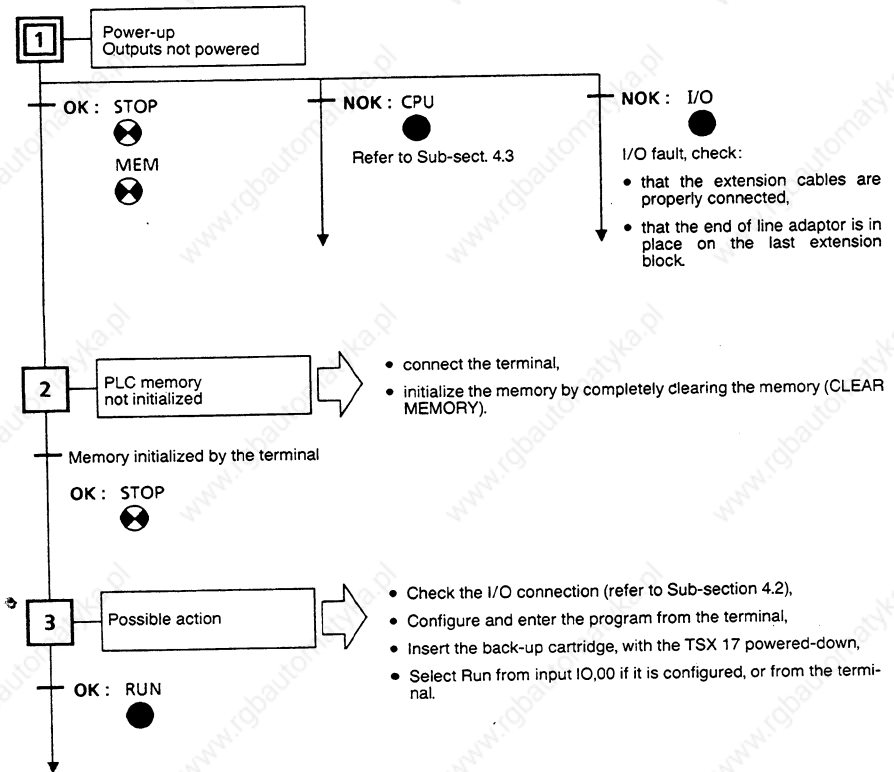 1
Power-up
Outputs not powered
OK : STOP
MEM
NOK : CPU
Refer to Sub-sect. 4.3
NOK : I/O
I/O fault, check:
• that the extension cables are
properly connected,
• that the end of line adaptor is in
place on the last extension
block.
2
PLC memory
not initialized
• connect the terminal,
• initialize the memory by completely clearing the memory (CLEAR
MEMORY).
Memory initialized by the terminal
OK : STOP
3
Possible action
• Check the I/O connection (refer to Sub-section 4.2),
• Configure and enter the program from the terminal,
• Insert the back-up cartridge, with the TSX 17 powered-down,
• Select Run from input IO,00 if it is configured, or from the termi-
nal.
OK : RUN
www.rgbautomatyka.pl